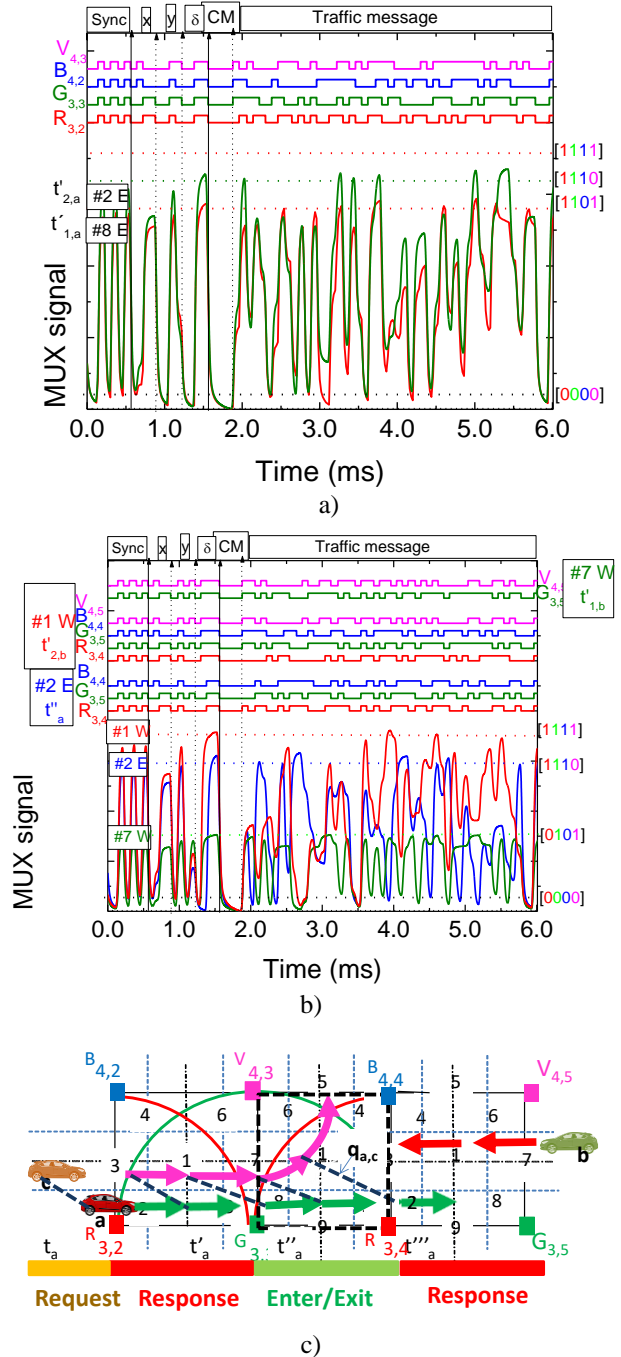 Sync x y δ CM Traffic message
V4,3
B4,2
G3,3
R3,2
[1111]
[1110]
t'2,a #2 E
[1101]
t´1,a #8 E
MUX signal
[0000]
0.0 1.0 2.0 3.0 4.0 5.0 6.0
Time (ms)
a)
Sync x y δ CM Traffic message
V4,5
G3,5
#7 W
t'1,b
V4,5
#1 W
t'2,b
B4,4
G3,5
R3,4
#2 E
t''a
B4,4
G3,5
R3,4
#1 W
[1111]
#2 E
[1110]
MUX signal
#7 W
[0101]
[0000]
0.0 1.0 2.0 3.0 4.0 5.0 6.0
Time (ms)
b)
B4,2 V4,3 B4,4 V4,5
5 5
4 6 6 4 4 6
qa,c
b
3 1 7 1 1 7
c
a
8 2 8
R3,2 G3,: 9 R3,4 9 G3,5
ta t'a t''a t'''a
Request Response Enter/Exit Response
c)